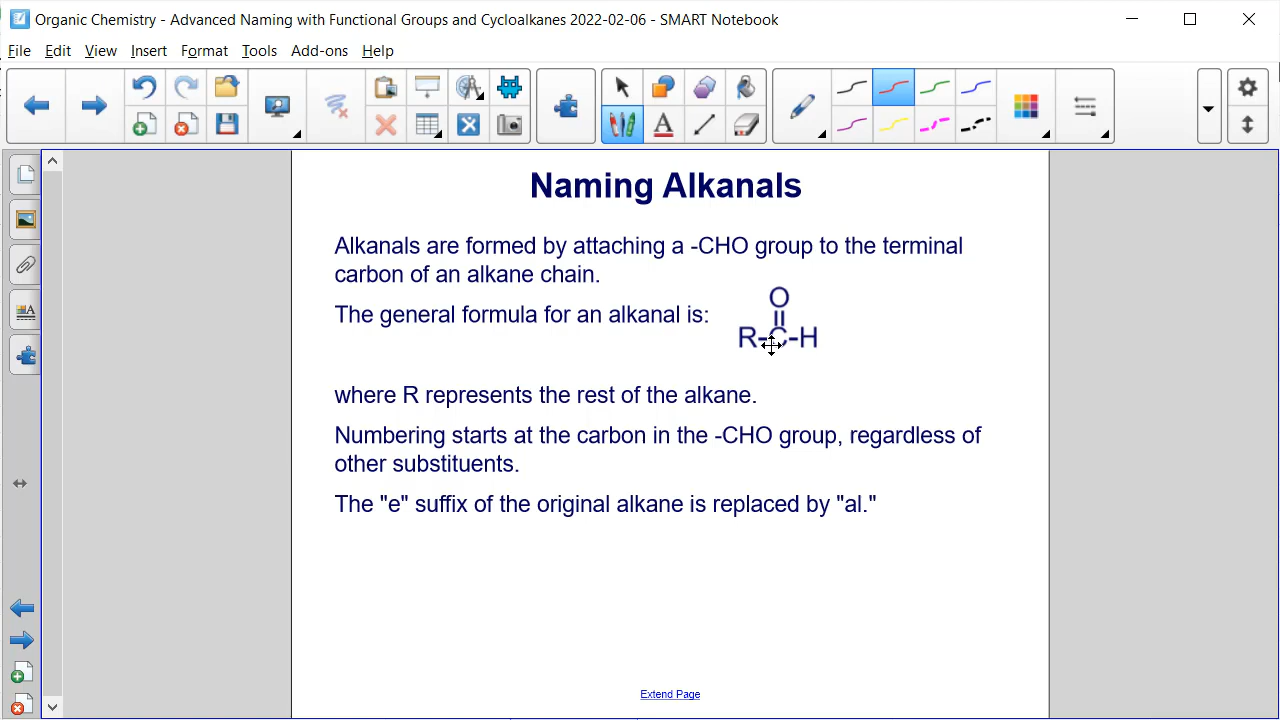 Organic Chemistry - Advanced Naming with Functional Groups and Cycloalkanes 2022-02-06 - SMART Notebook
File Edit View Insert Format Tools Add-ons Help
Naming Alkanals
Alkanals are formed by attaching a -CHO group to the terminal
carbon of an alkane chain.
O
The general formula for an alkanal is:
R-C-H
where R represents the rest of the alkane.
Numbering starts at the carbon in the -CHO group, regardless of
other substituents.
The "e" suffix of the original alkane is replaced by "al."
Extend Page